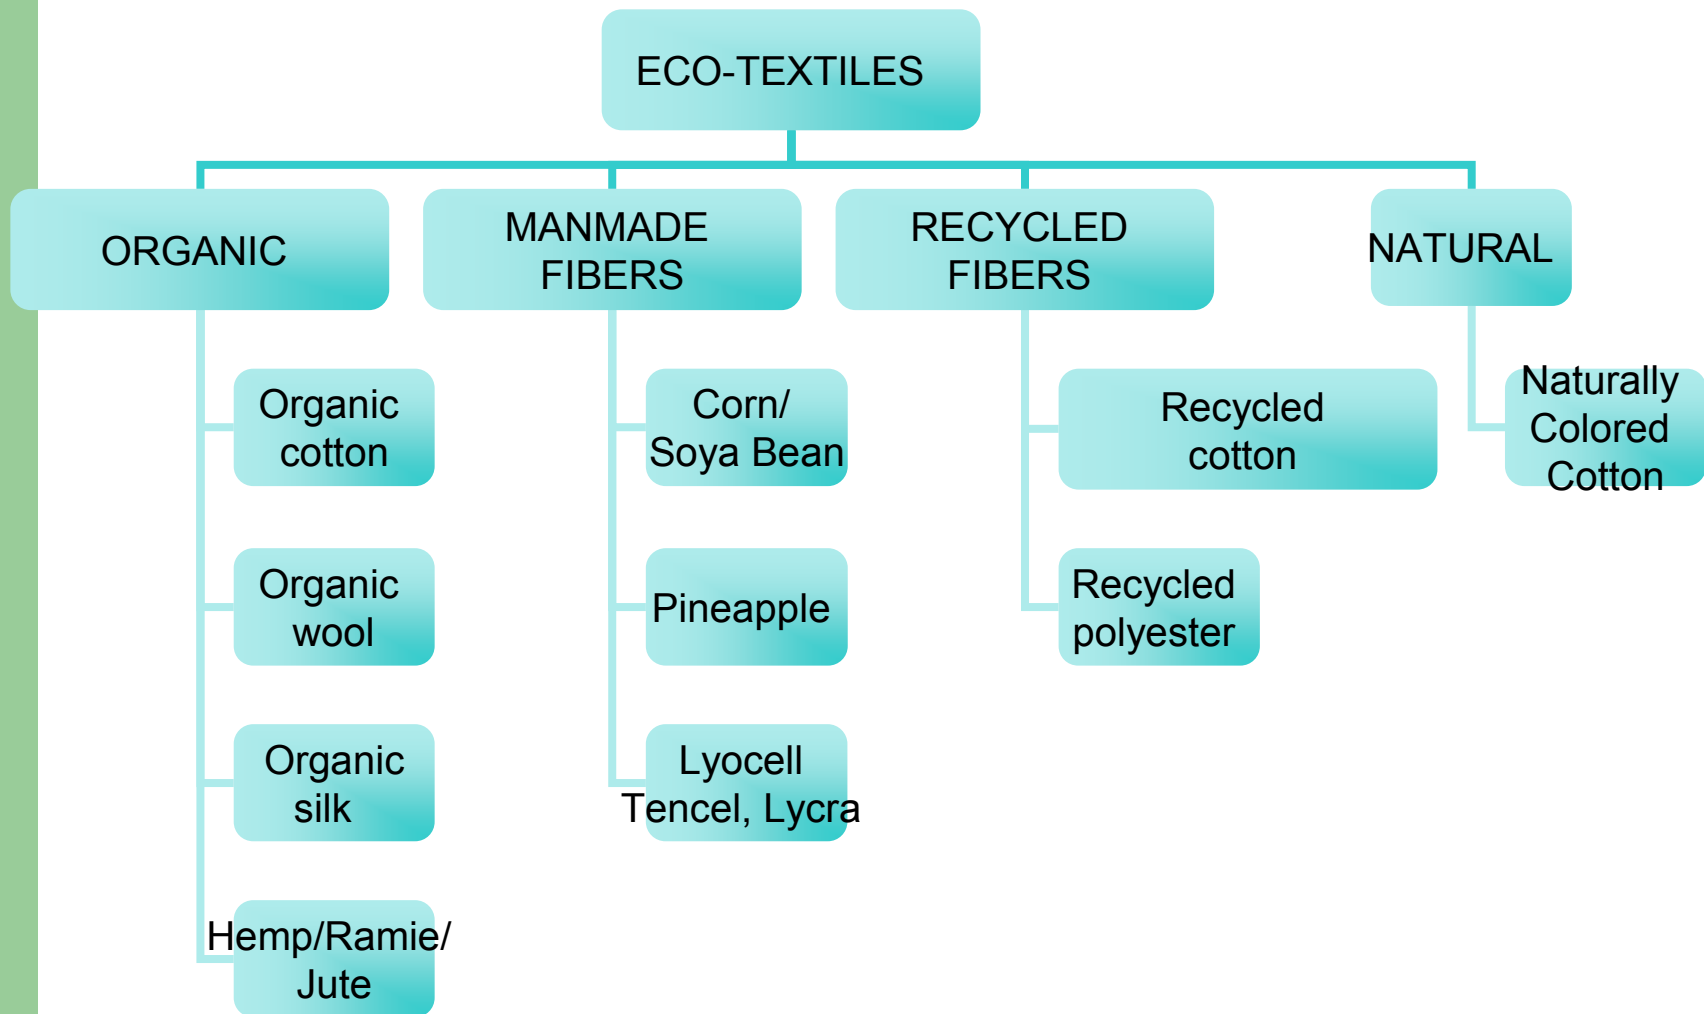 ECO-TEXTILES
ORGANIC
MANMADE
FIBERS
RECYCLED
FIBERS
NATURAL
Organic
cotton
Organic
wool
Organic
silk
Hemp/Ramie/
Jute
Corn/
Soya Bean
Pineapple
Lyocell
Tencel, Lycra
Recycled
cotton
Recycled
polyester
Naturally
Colored
Cotton